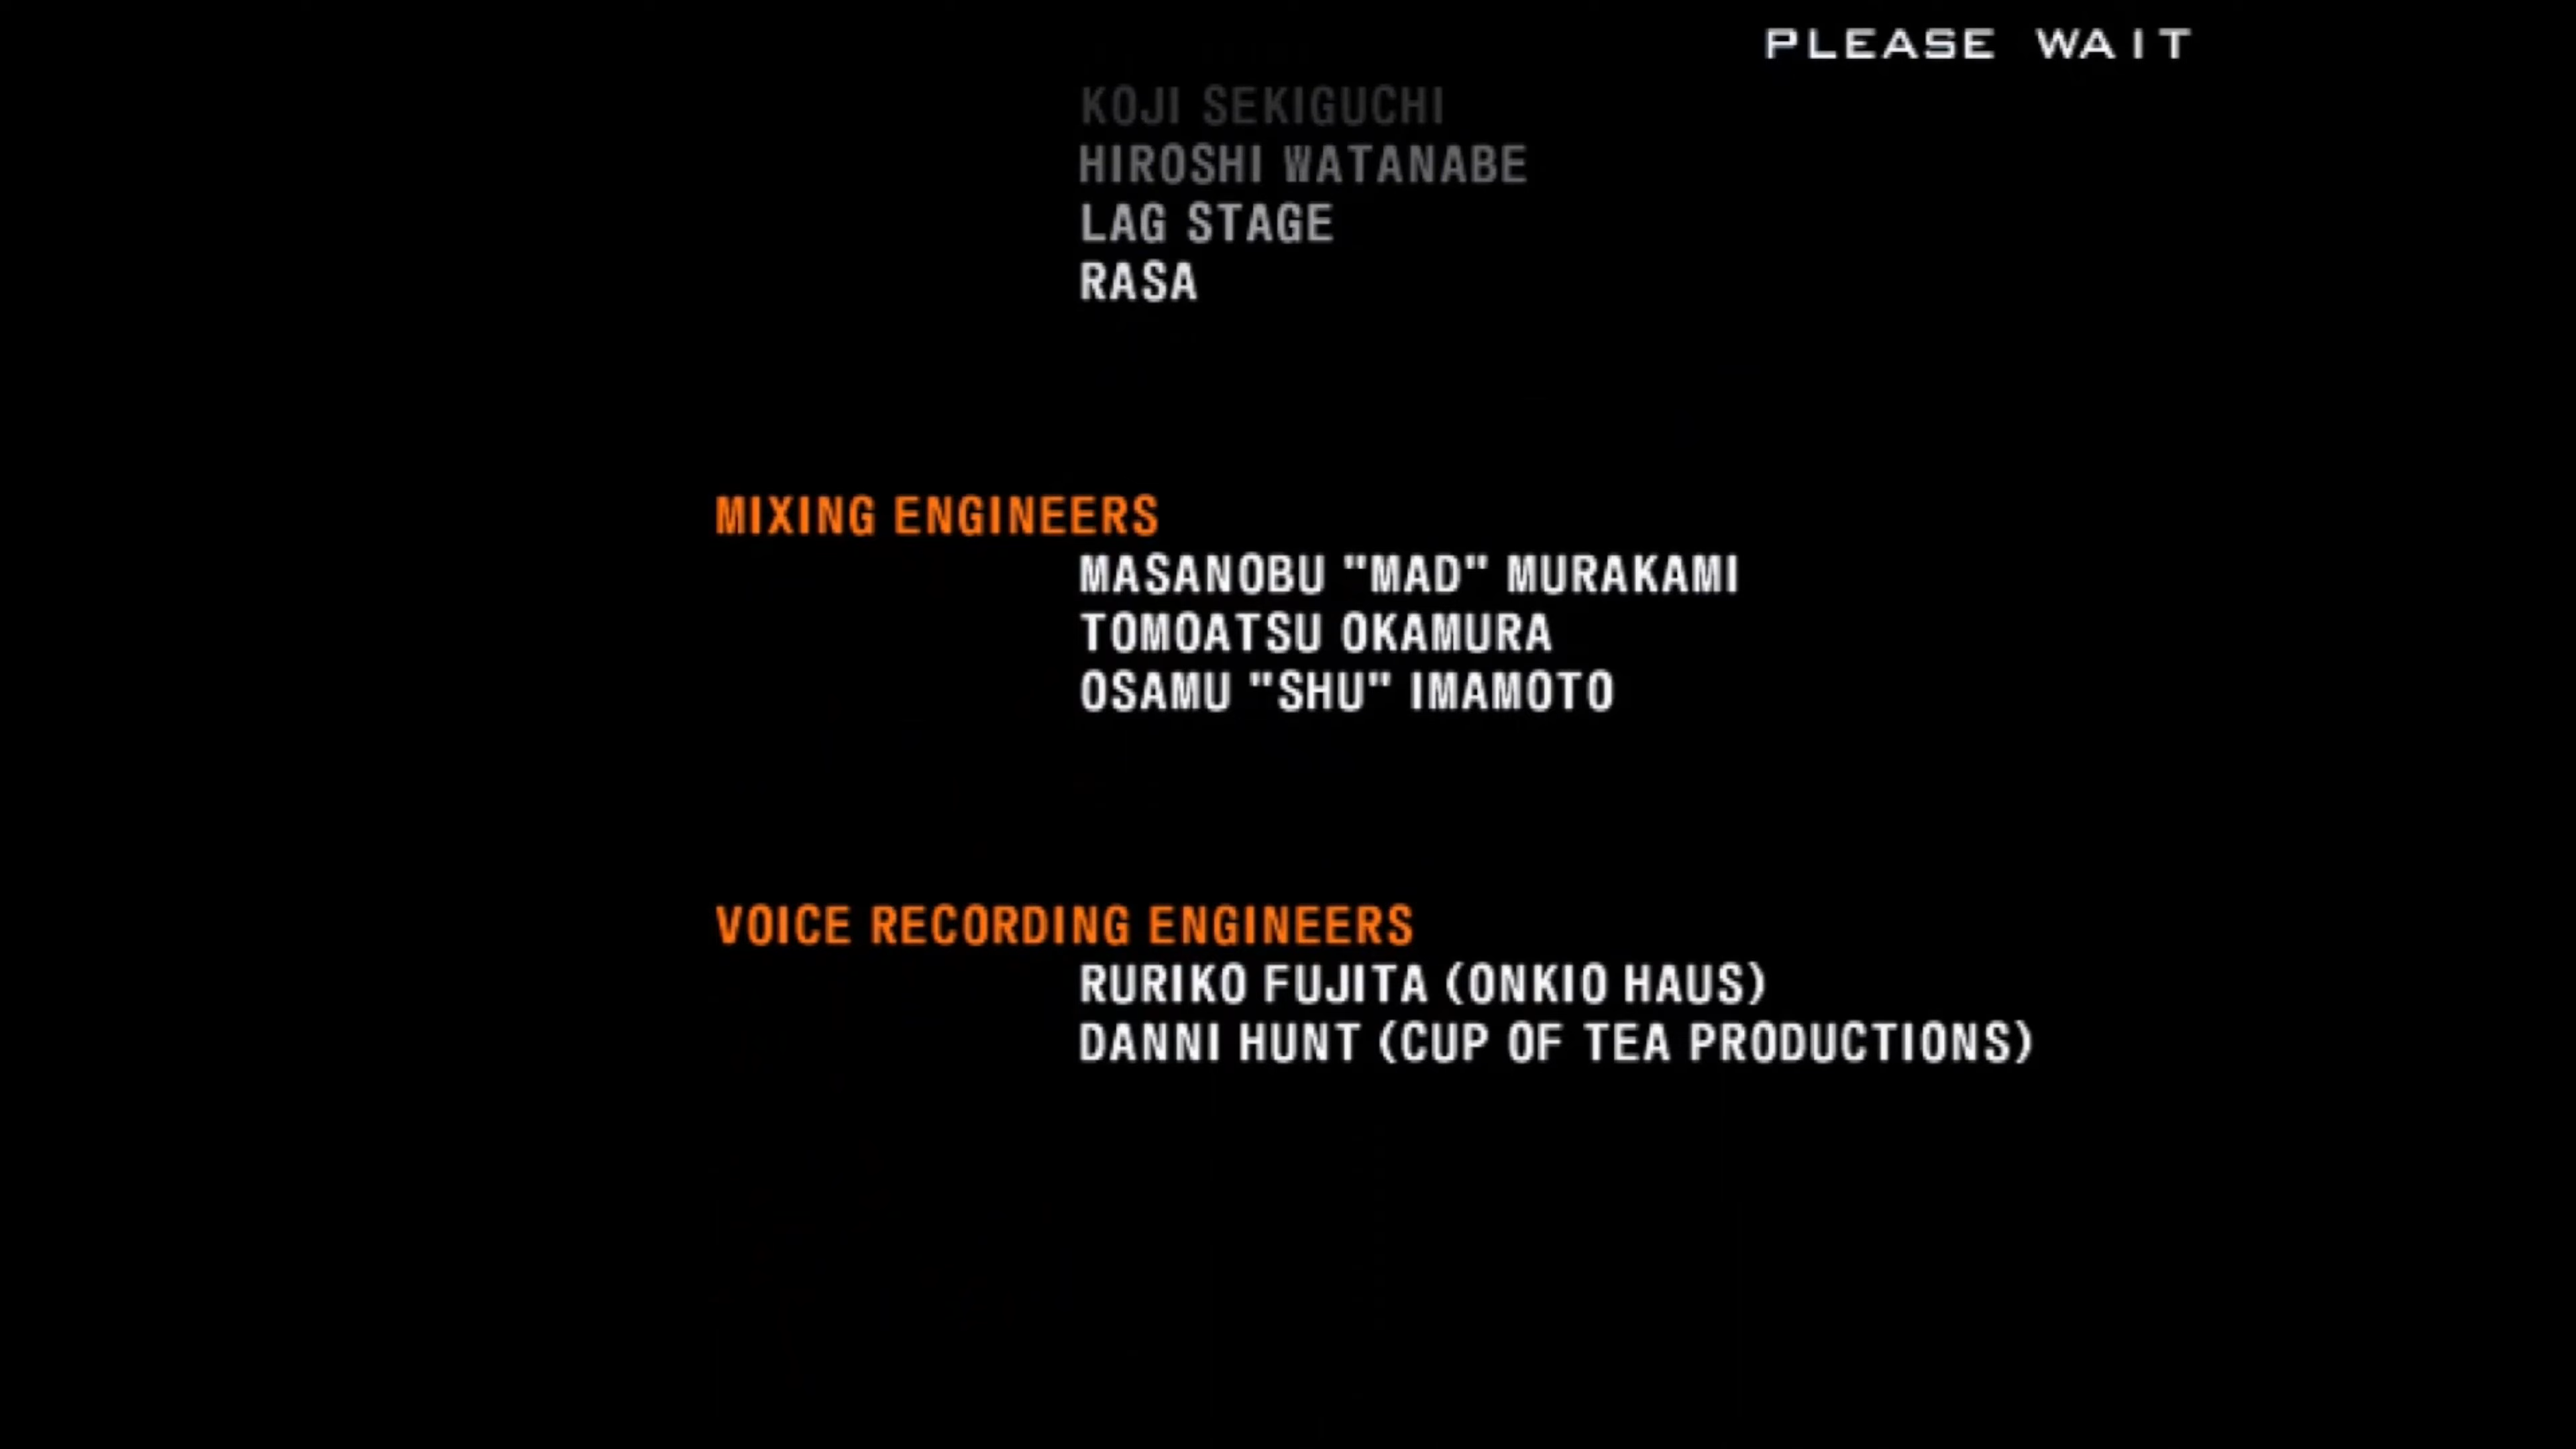 PLEASE WAIT
KOJI SEKIGUCHI
HIROSHI WATANABE
LAG STAGE
RASA
MIXING ENGINEERS
MASANOBU "MAD" MURAKAMI
TOMOATSU OKAMURA
OSAMU "SHU" IMAMOTO
VOICE RECORDING ENGINEERS
RURIKO FUJITA (ONKIO HAUS)
DANNI HUNT (CUP OF TEA PRODUCTIONS)